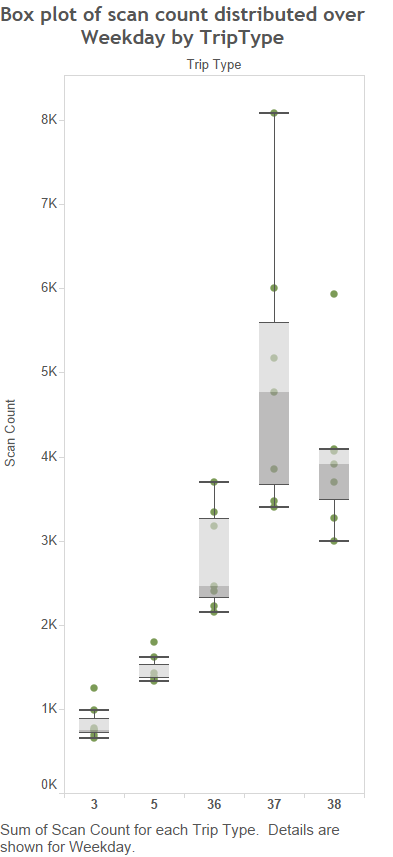 Box plot of scan count distributed over
Weekday by TripType
Trip Type
8K
7K
6K
5K
4K
3K
2K
1K
0K
Scan Count
3 5 36 37 38
Sum of Scan Count for each Trip Type. Details are
shown for Weekday.